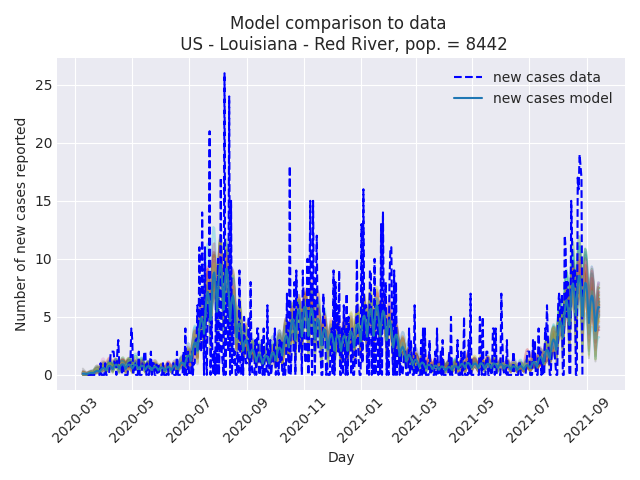 Model comparison to data
US - Louisiana - Red River, pop. = 8442
new cases data
new cases model
Number of new cases reported
25
20
15
10
5
0
2020-03
2020-05
2020-07
2020-09
2020-11
2021-01
2021-03
2021-05
2021-07
2021-09
Day